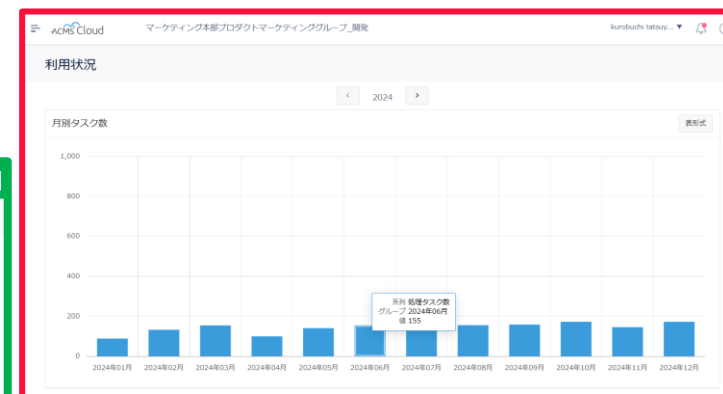 ACMS Cloud マーケティング本部プロダクトマーケティンググループ_開発 kurobuchi tatsuy... ▼
利用状況
< 2024 >
月別タスク数 表形式
1,000
800
600
400
200
0
系列 処理タスク数
グループ 2024年06月
値 155
2024年01月 2024年02月 2024年03月 2024年04月 2024年05月 2024年06月 2024年07月 2024年08月 2024年09月 2024年10月 2024年11月 2024年12月